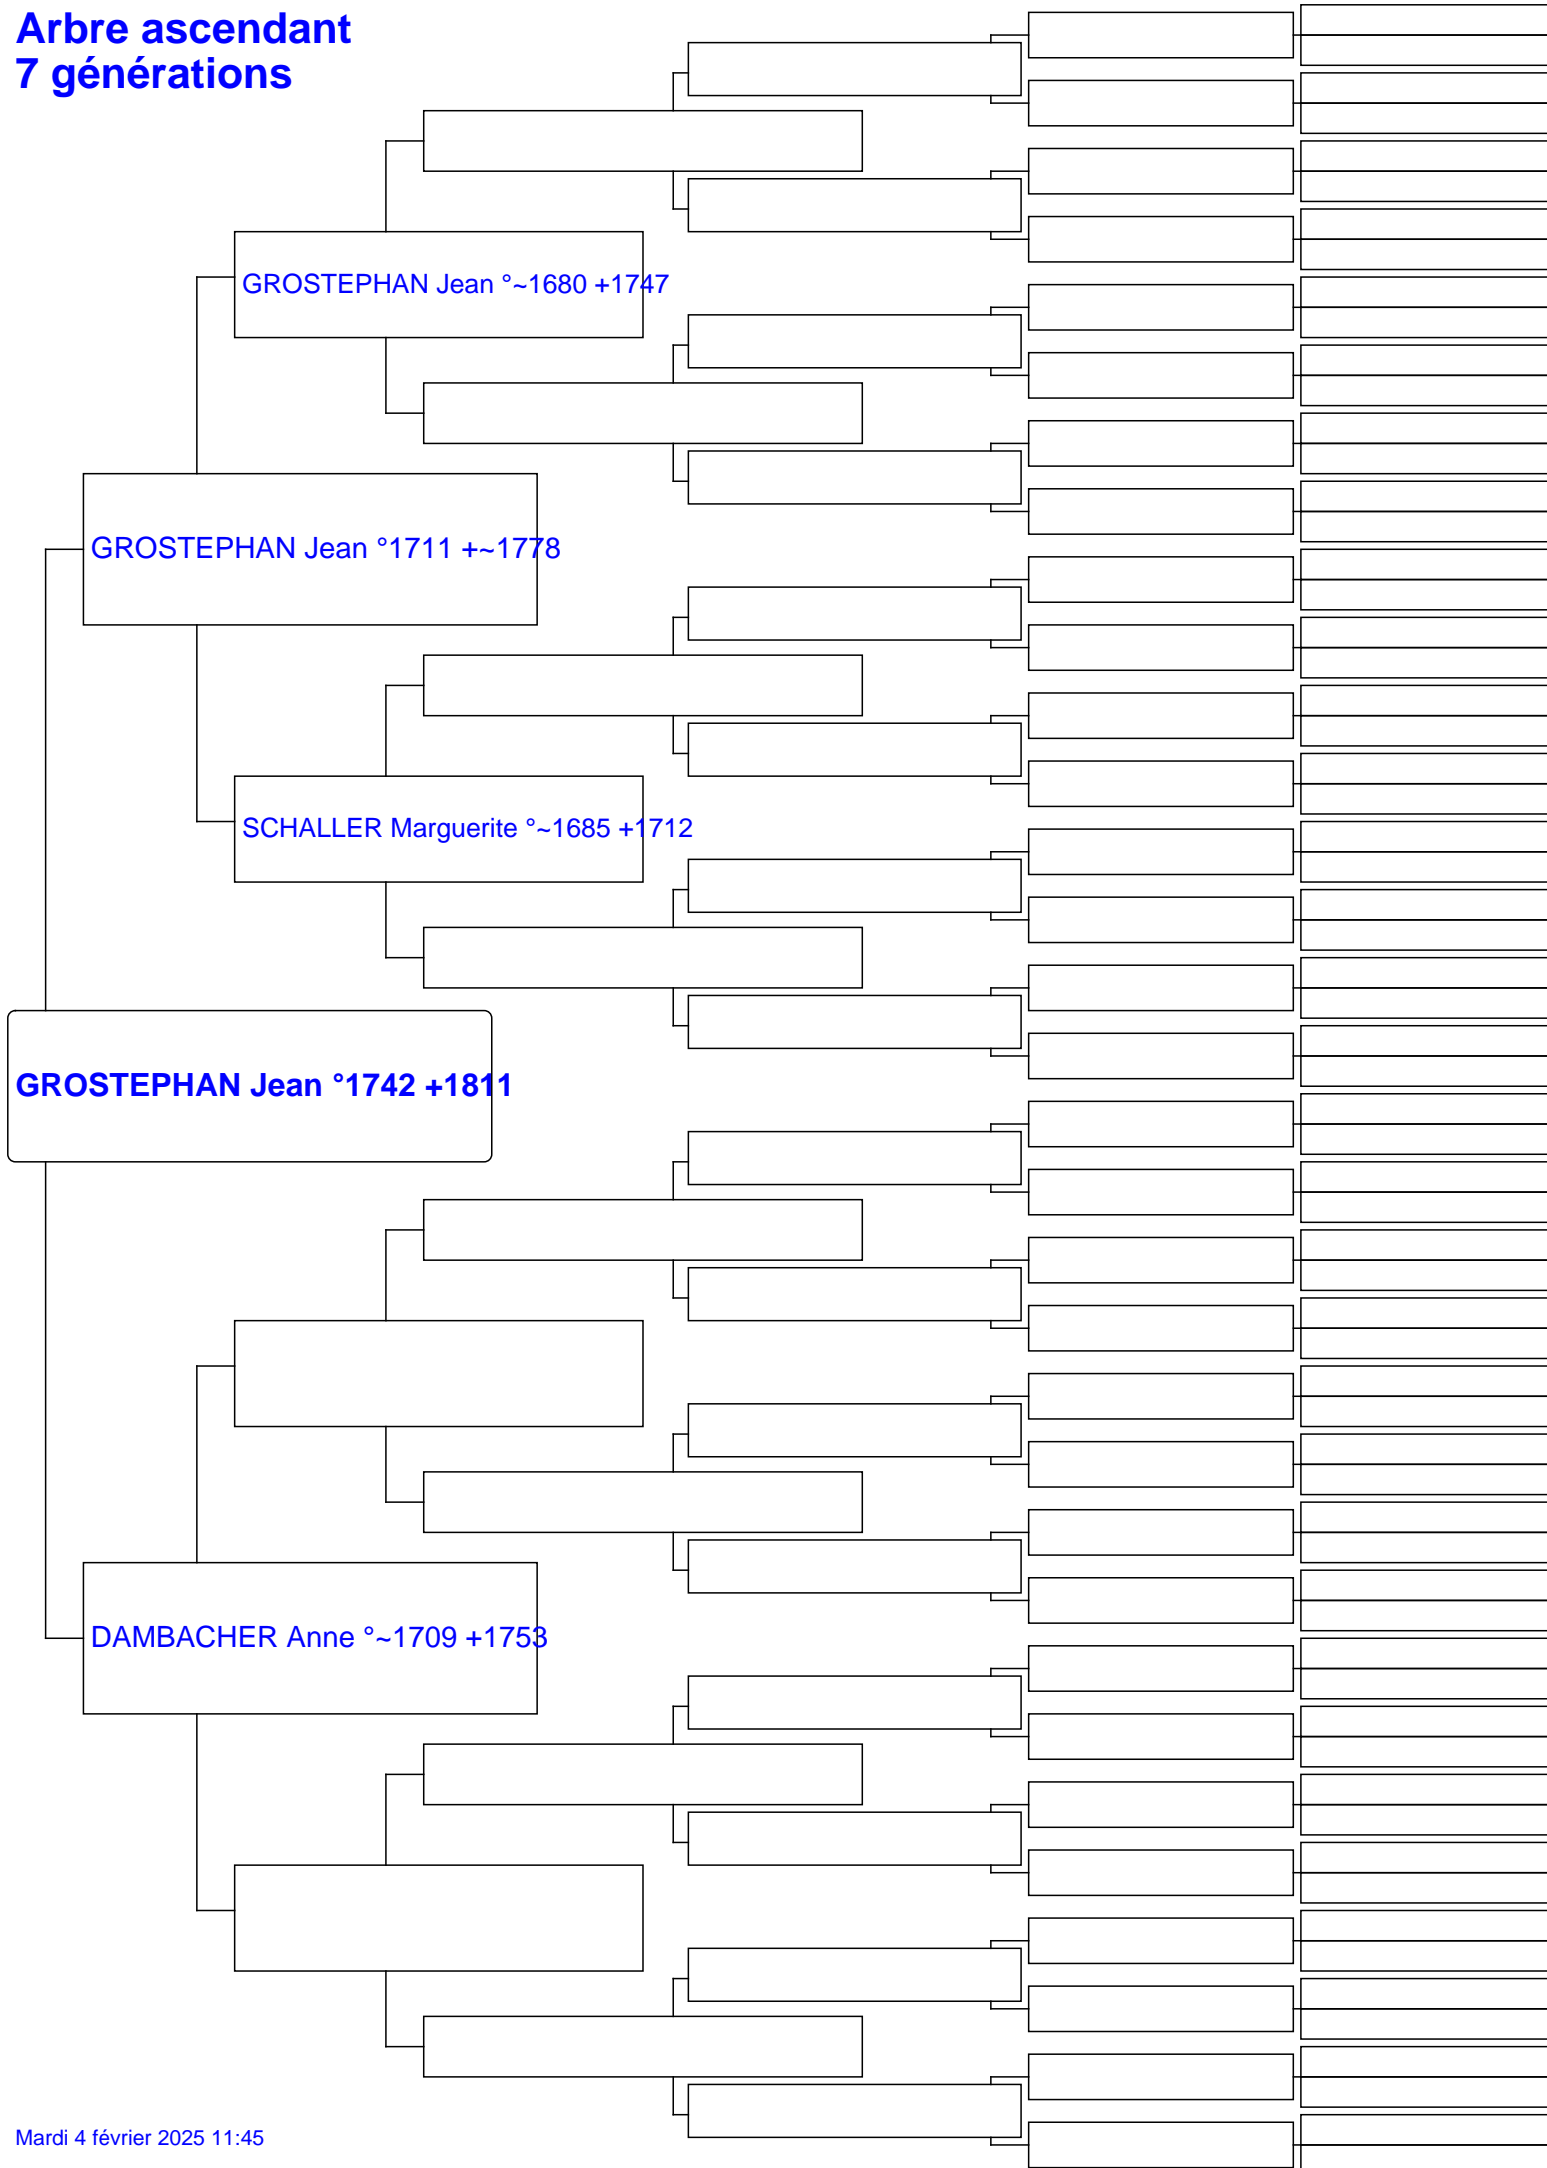 Arbre ascendant
7 générations
GROSTEPHAN Jean °~1680 +1747
GROSTEPHAN Jean °1711 +~1778
SCHALLER Marguerite °~1685 +1712
GROSTEPHAN Jean °1742 +1811
DAMBACHER Anne °~1709 +1753
Mardi 4 février 2025 11:45